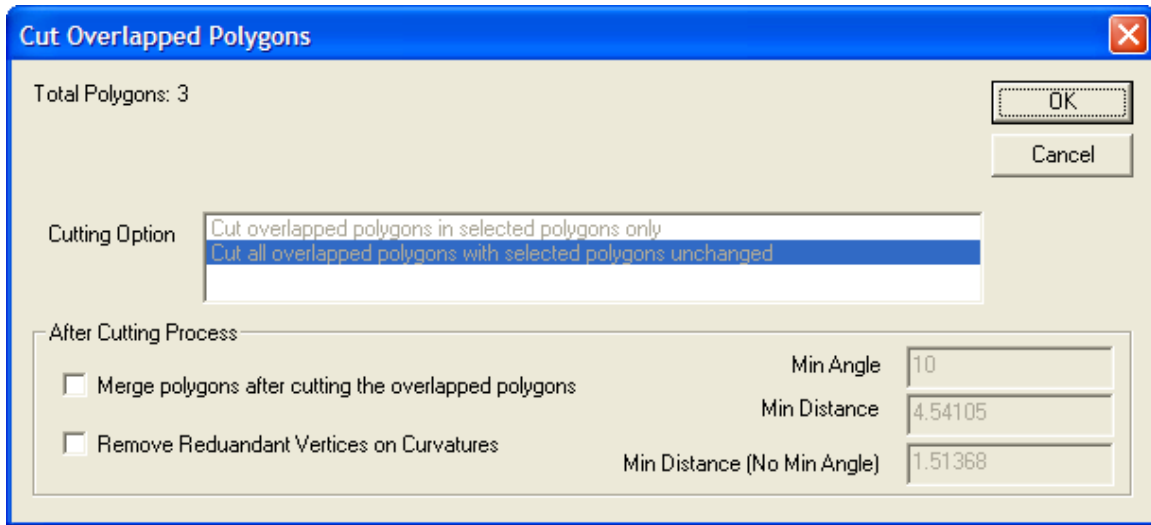 Cut Overlapped Polygons
Total Polygons: 3
OK
Cancel
Cutting Option
Cut overlapped polygons in selected polygons only
Cut all overlapped polygons with selected polygons unchanged
After Cutting Process
Merge polygons after cutting the overlapped polygons
Remove Reduandant Vertices on Curvatures
Min Angle
10
Min Distance
4.54105
Min Distance (No Min Angle)
1.51368